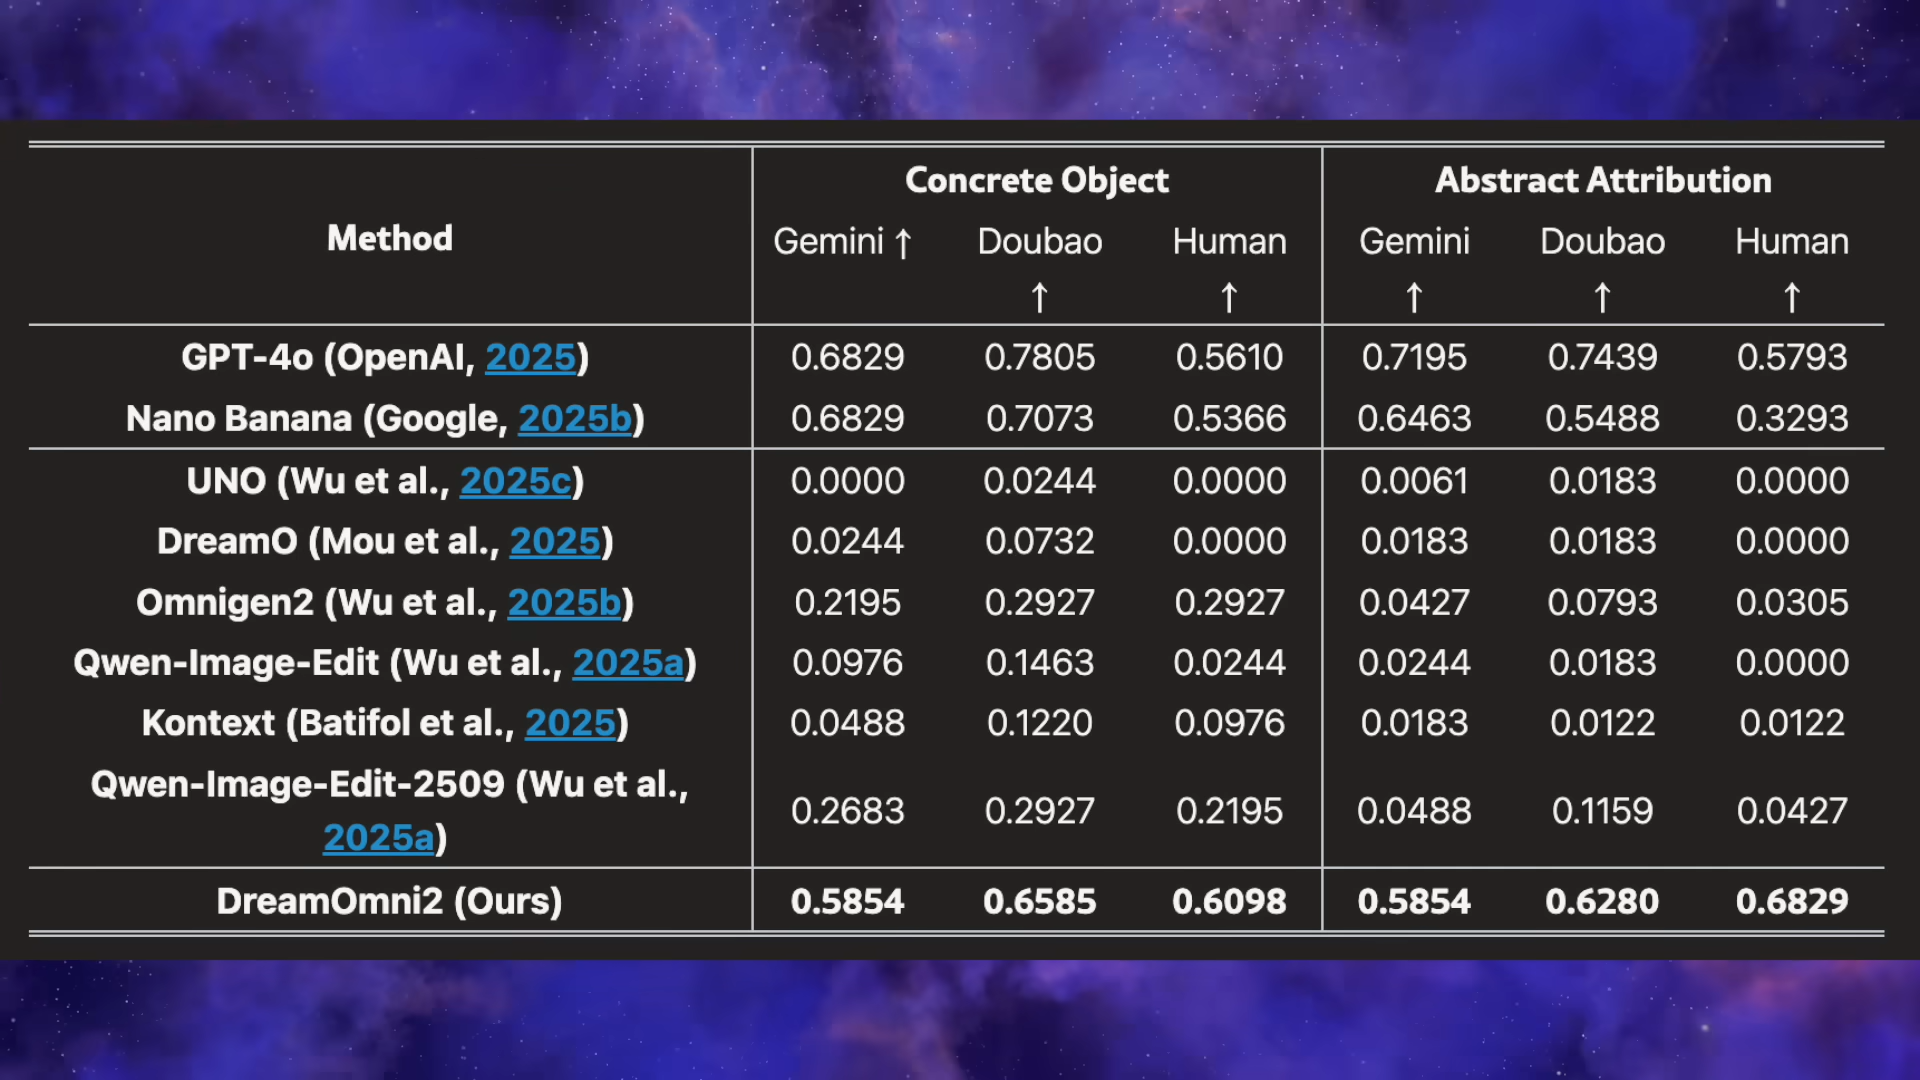 Concrete Object Abstract Attribution
Method
Gemini ↑ Doubao ↑ Human ↑ Gemini ↑ Doubao ↑ Human ↑
GPT-4o (OpenAI, 2025) 0.6829 0.7805 0.5610 0.7195 0.7439 0.5793
Nano Banana (Google, 2025b) 0.6829 0.7073 0.5366 0.6463 0.5488 0.3293
UNO (Wu et al., 2025c) 0.0000 0.0244 0.0000 0.0061 0.0183 0.0000
DreamO (Mou et al., 2025) 0.0244 0.0732 0.0000 0.0183 0.0183 0.0000
Omnigen2 (Wu et al., 2025b) 0.2195 0.2927 0.2927 0.0427 0.0793 0.0305
Qwen-Image-Edit (Wu et al., 2025a) 0.0976 0.1463 0.0244 0.0244 0.0183 0.0000
Kontext (Batifol et al., 2025) 0.0488 0.1220 0.0976 0.0183 0.0122 0.0122
Qwen-Image-Edit-2509 (Wu et al.,
2025a) 0.2683 0.2927 0.2195 0.0488 0.1159 0.0427
DreamOmni2 (Ours) 0.5854 0.6585 0.6098 0.5854 0.6280 0.6829